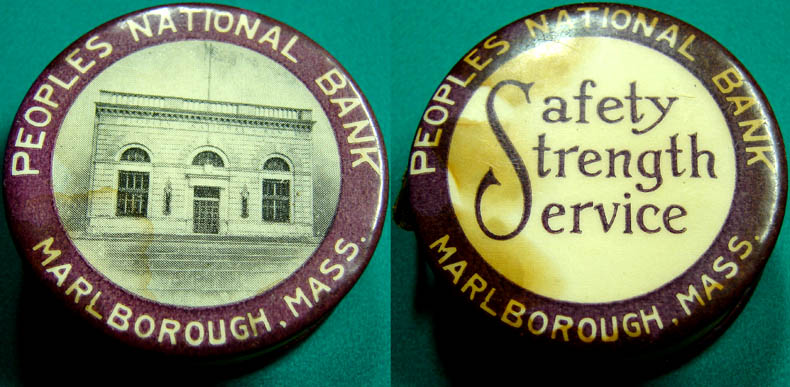 PEOPLES NATIONAL BANK
MARLBOROUGH, MASS.
PEOPLES NATIONAL BANK
Safety
Strength
Service
MARLBOROUGH, MASS.